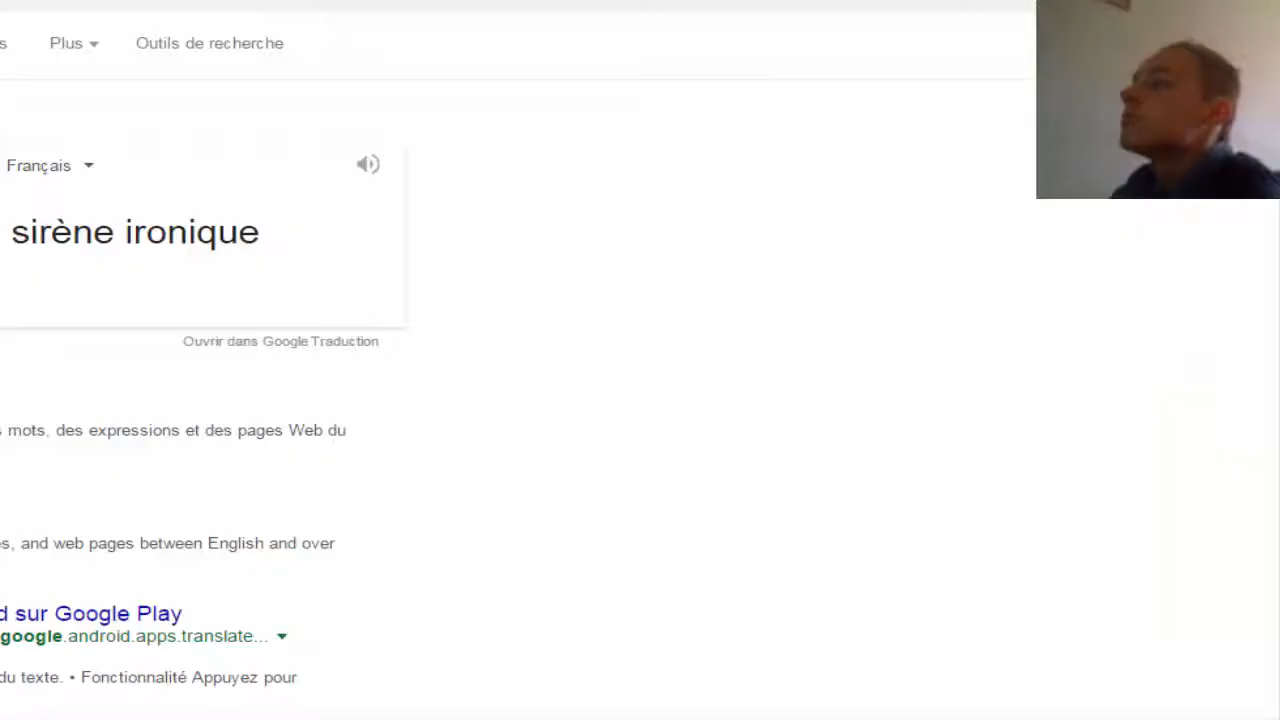 s Plus Outils de recherche
Français
sirène ironique
Ouvrir dans Google Traduction
s mots, des expressions et des pages Web du
es, and web pages between English and over
d sur Google Play
google.android.apps.translate...
du texte. • Fonctionnalité Appuyez pour